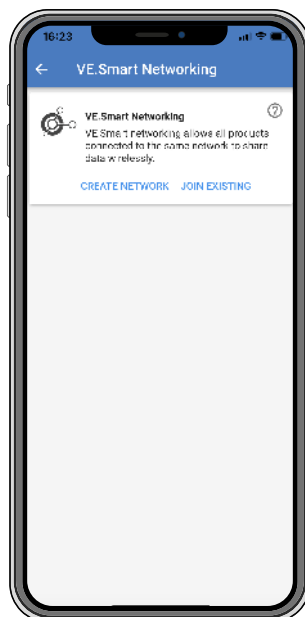 16:23
VE.Smart Networking
VE.Smart Networking
VE.Smart networking allows all products
connected to the same network to share
data wirelessly.
CREATE NETWORK JOIN EXISTING